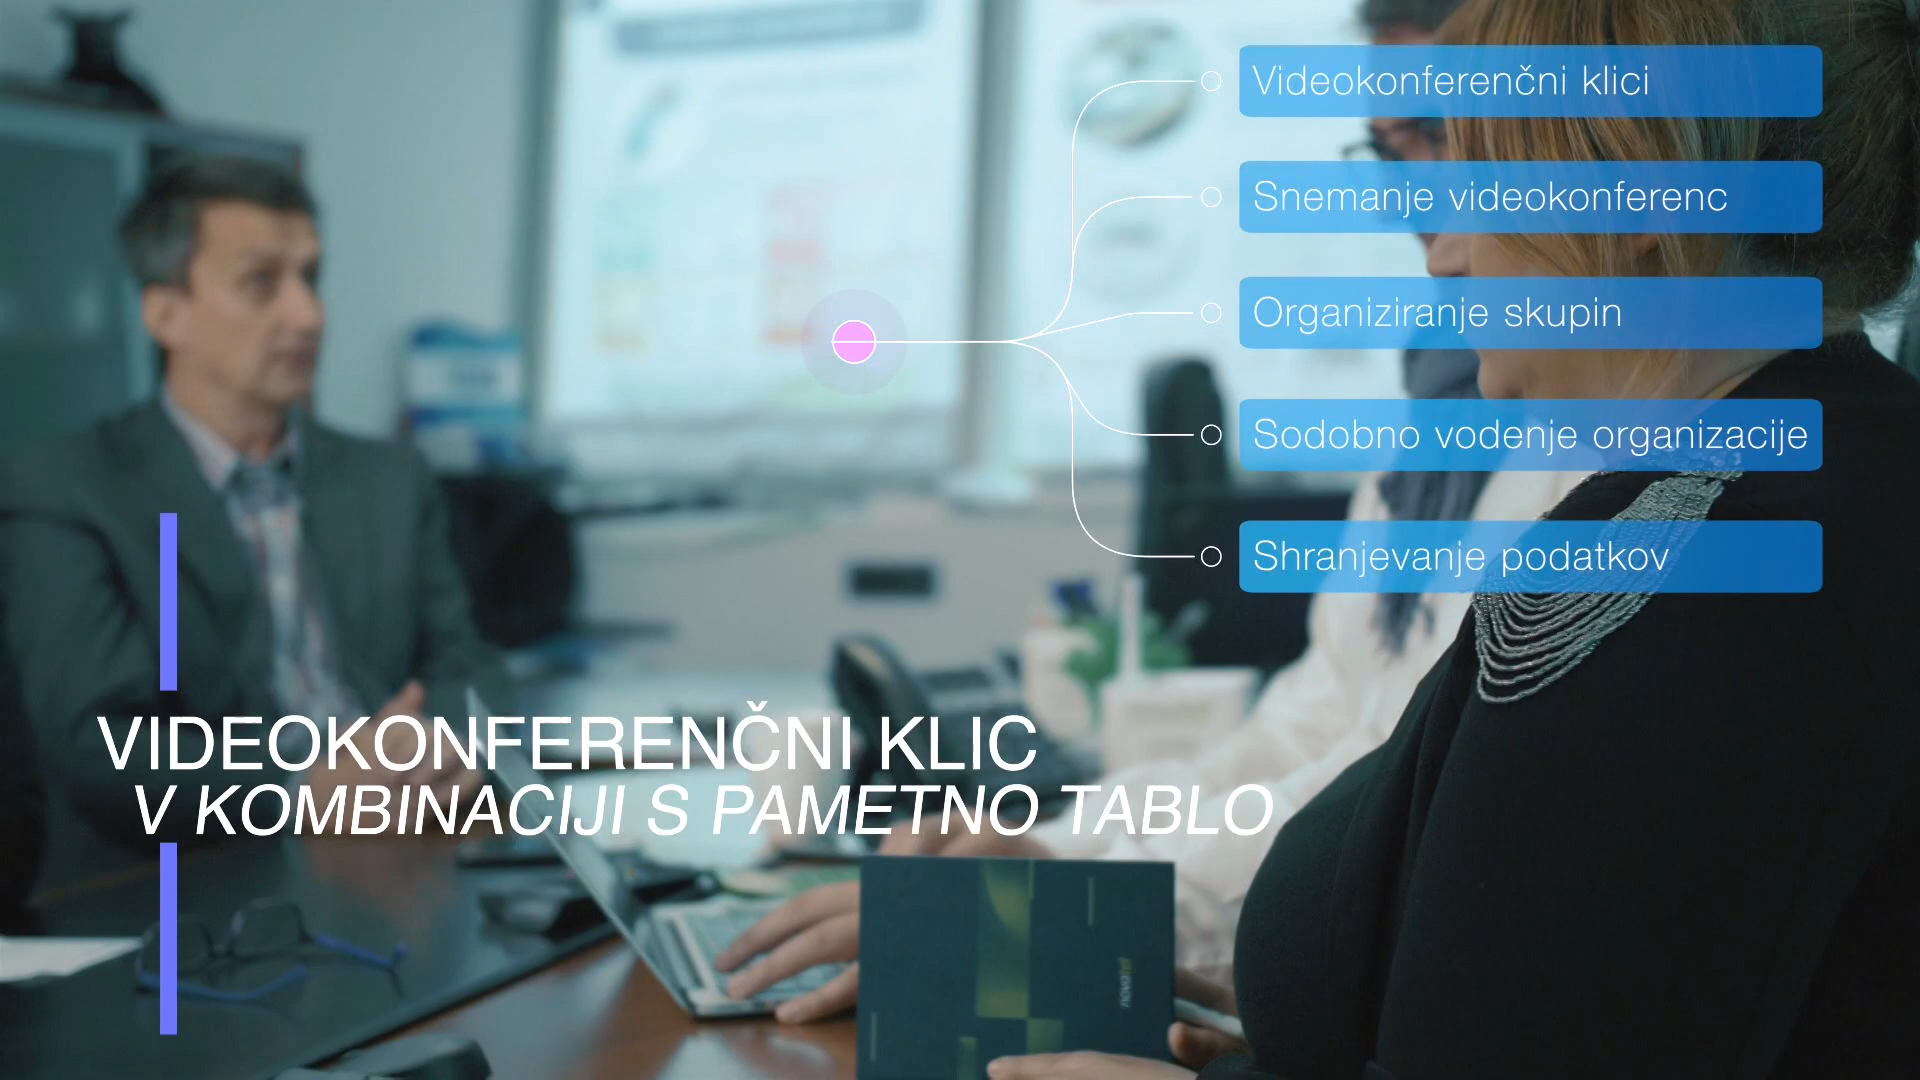 Videokonferenčni klici
Snemanje videokonferenc
Organiziranje skupin
Sodobno vodenje organizacije
Shranjevanje podatkov
VIDEOKONFERENČNI KLIC
V KOMBINACIJI S PAMETNO TABLO